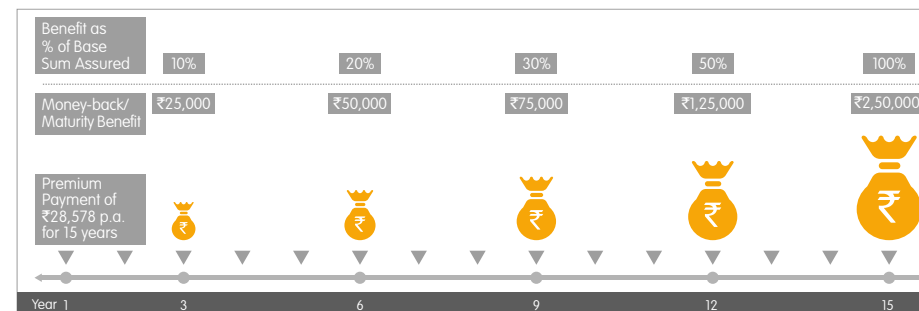 Benefit as
% of Base
Sum Assured
10% 20% 30% 50% 100%
Money-back/
Maturity Benefit
₹25,000 ₹50,000 ₹75,000 ₹1,25,000 ₹2,50,000
Premium
Payment of
₹28,578 p.a.
for 15 years
₹ ₹ ₹ ₹ ₹
Year 1 3 6 9 12 15